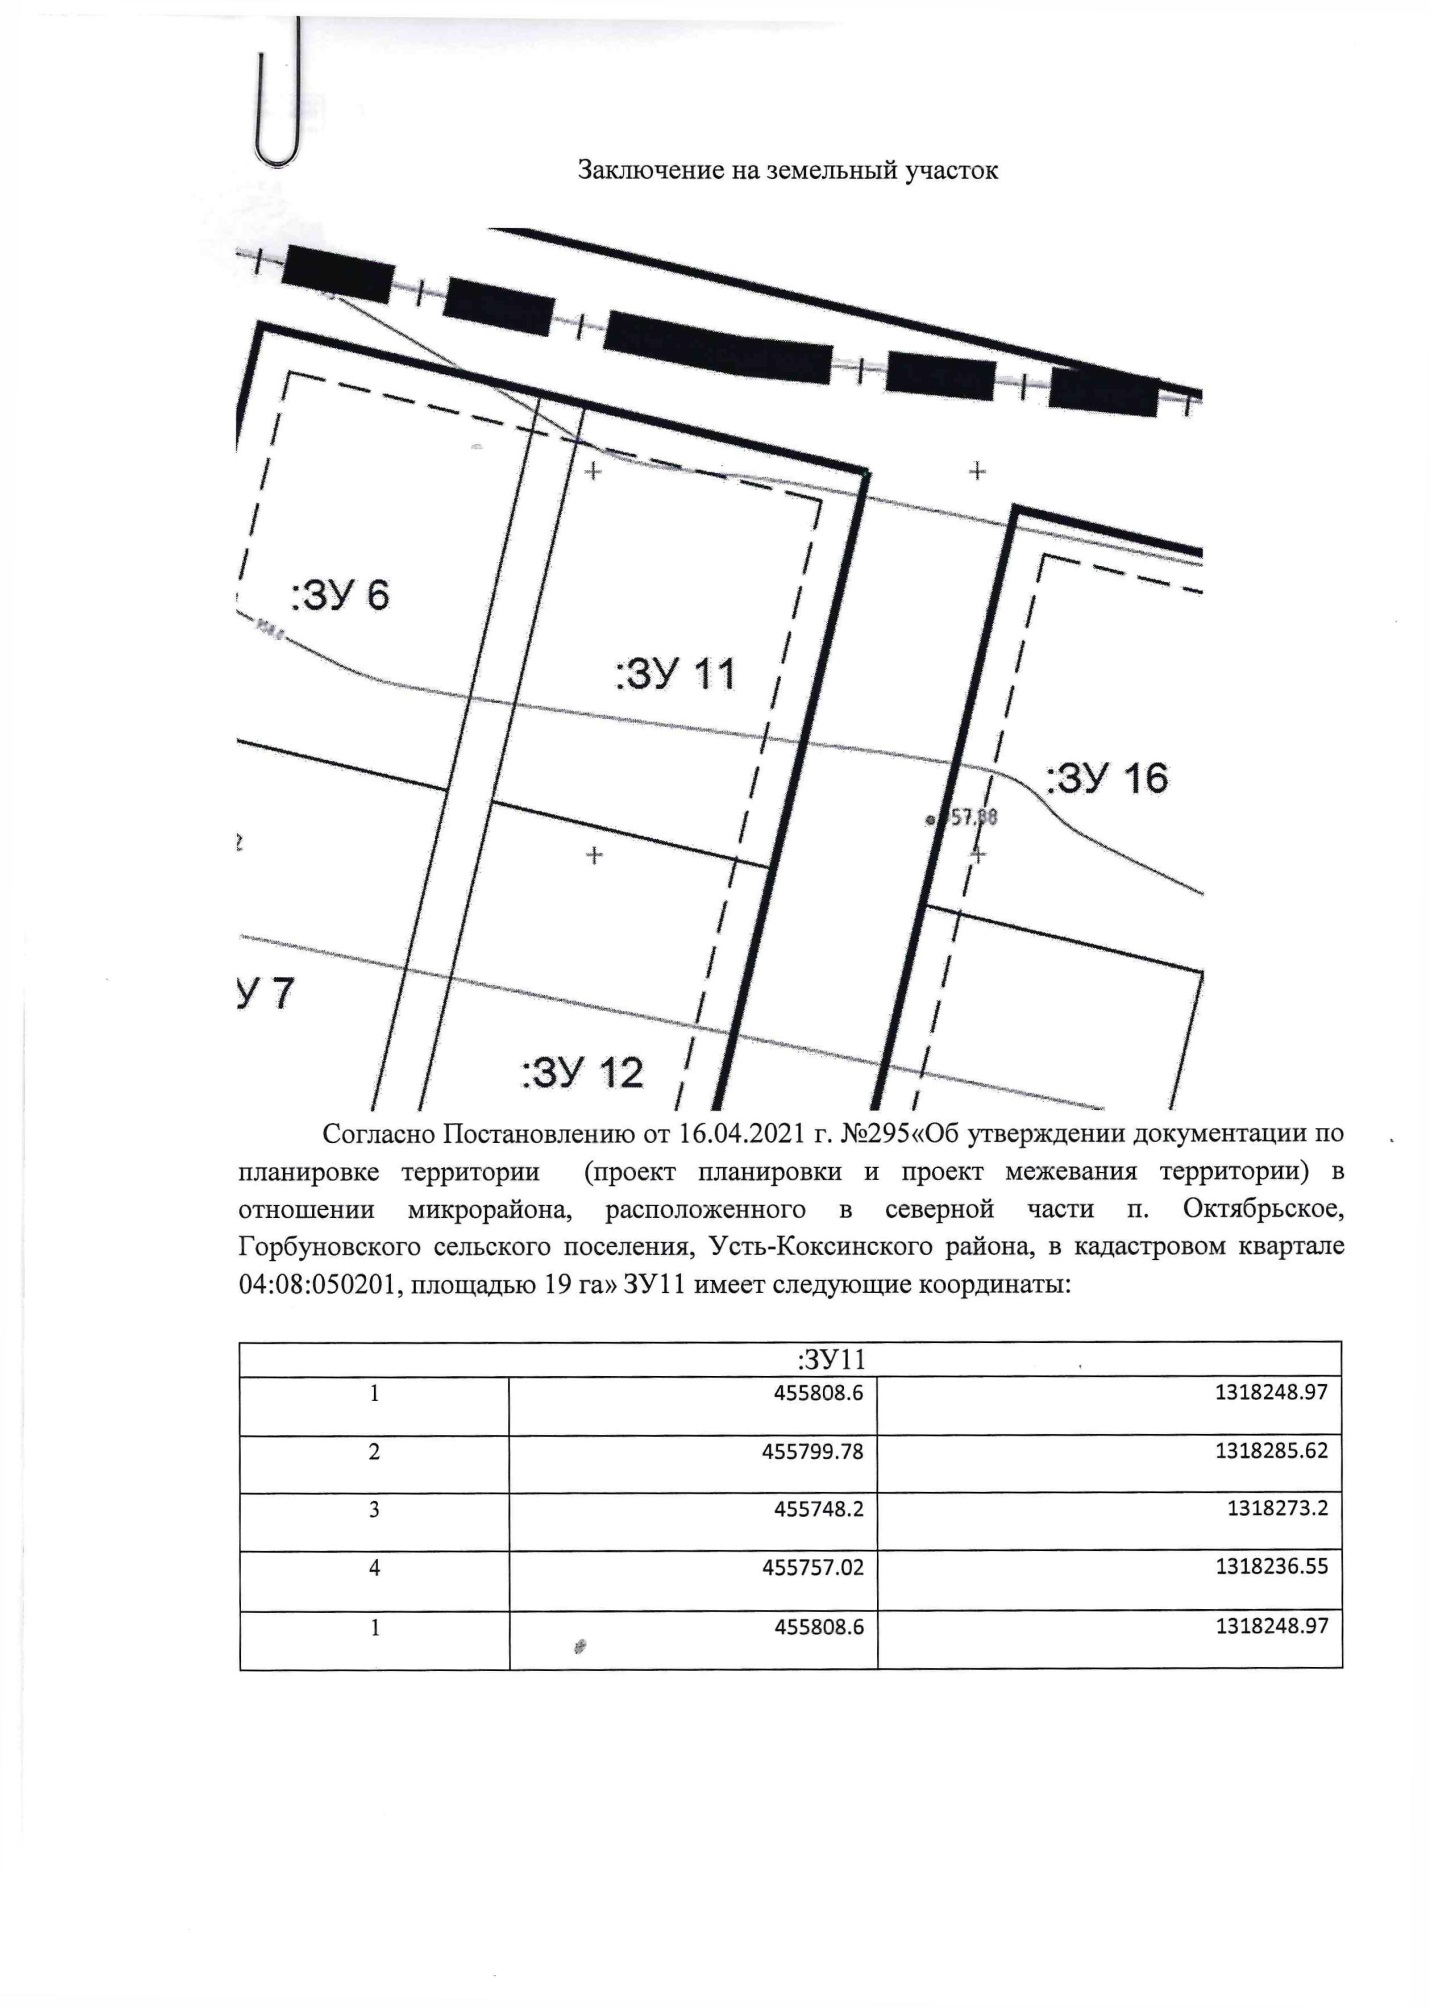 Заключение на земельный участок
:ЗУ 6
:ЗУ 11
:ЗУ 16
57,88
У 7
:ЗУ 12
Согласно Постановлению от 16.04.2021 г. №295«Об утверждении документации по
планировке территории (проект планировки и проект межевания территории) в
отношении микрорайона, расположенного в северной части п. Октябрьское,
Горбуновского сельского поселения, Усть-Коксинского района, в кадастровом квартале
04:08:050201, площадью 19 га» ЗУ11 имеет следующие координаты:
:ЗУ11
1 455808.6 1318248.97
2 455799.78 1318285.62
3 455748.2 1318273.2
4 455757.02 1318236.55
1 455808.6 1318248.97